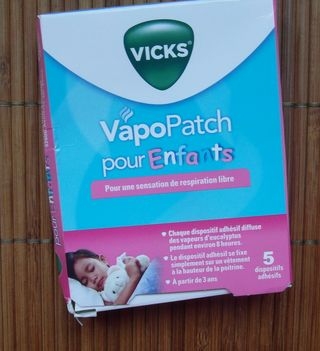 VICKS
VapoPatch
pour Enfants
Pour une sensation de respiration libre
• Chaque dispositif adhésif diffuse
des vapeurs d'eucalyptus
pendant environ 8 heures.
• Le dispositif adhésif se fixe
simplement sur un vêtement
à la hauteur de la poitrine.
• À partir de 3 ans
5
dispositifs
adhésifs
pour Enfants